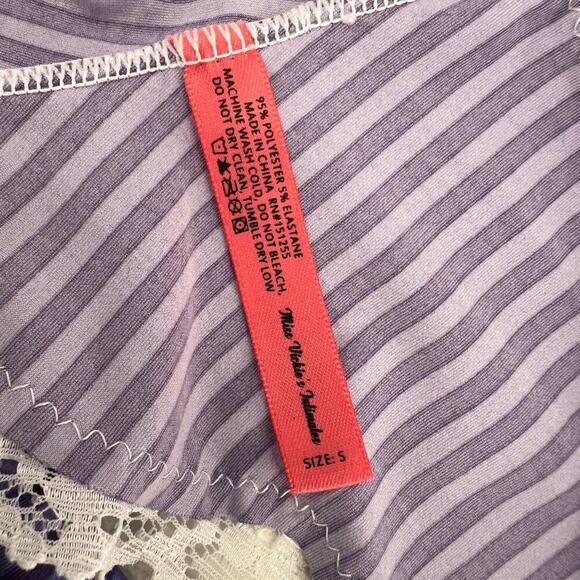 95% POLYESTER 5% ELASTANE
MADE IN CHINA RN#151255
MACHINE WASH COLD, DO NOT BLEACH,
DO NOT DRY CLEAN, TUMBLE DRY LOW
Miss Vickie's Intimates
SIZE: S